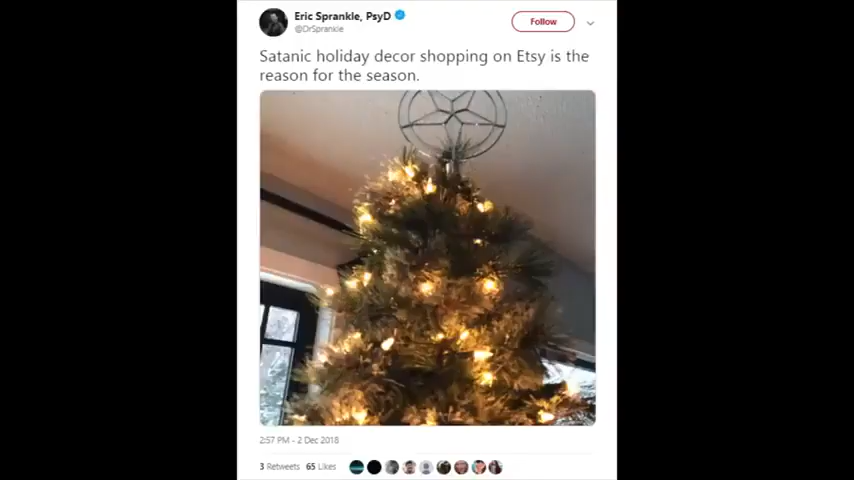 Eric Sprankle, PsyD
Follow
@DrSprankle
Satanic holiday decor shopping on Etsy is the
reason for the season.
2:57 PM - 2 Dec 2018
3 Retweets 65 Likes